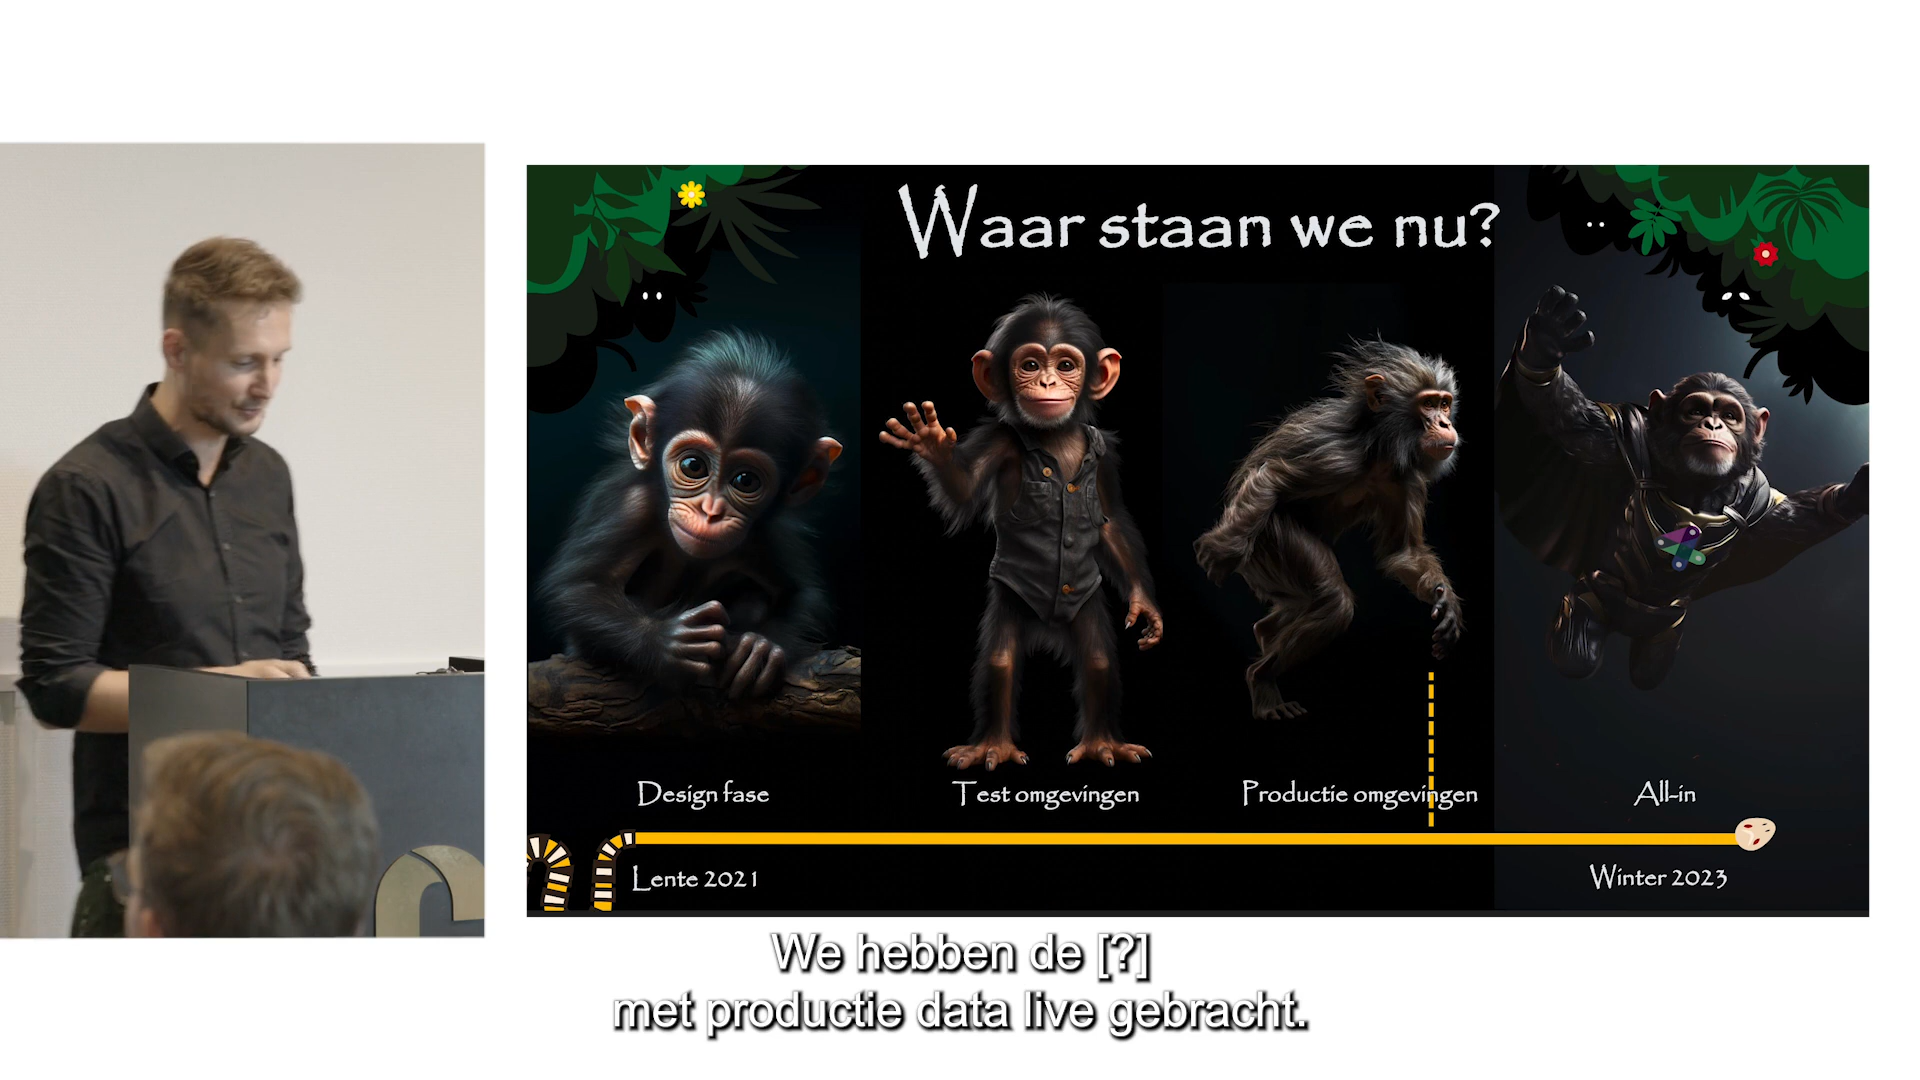 Waar staan we nu?
Design fase
Test omgevingen
Productie omgevingen
All-in
Lente 2021
Winter 2023
We hebben de [?]
met productie data live gebracht.